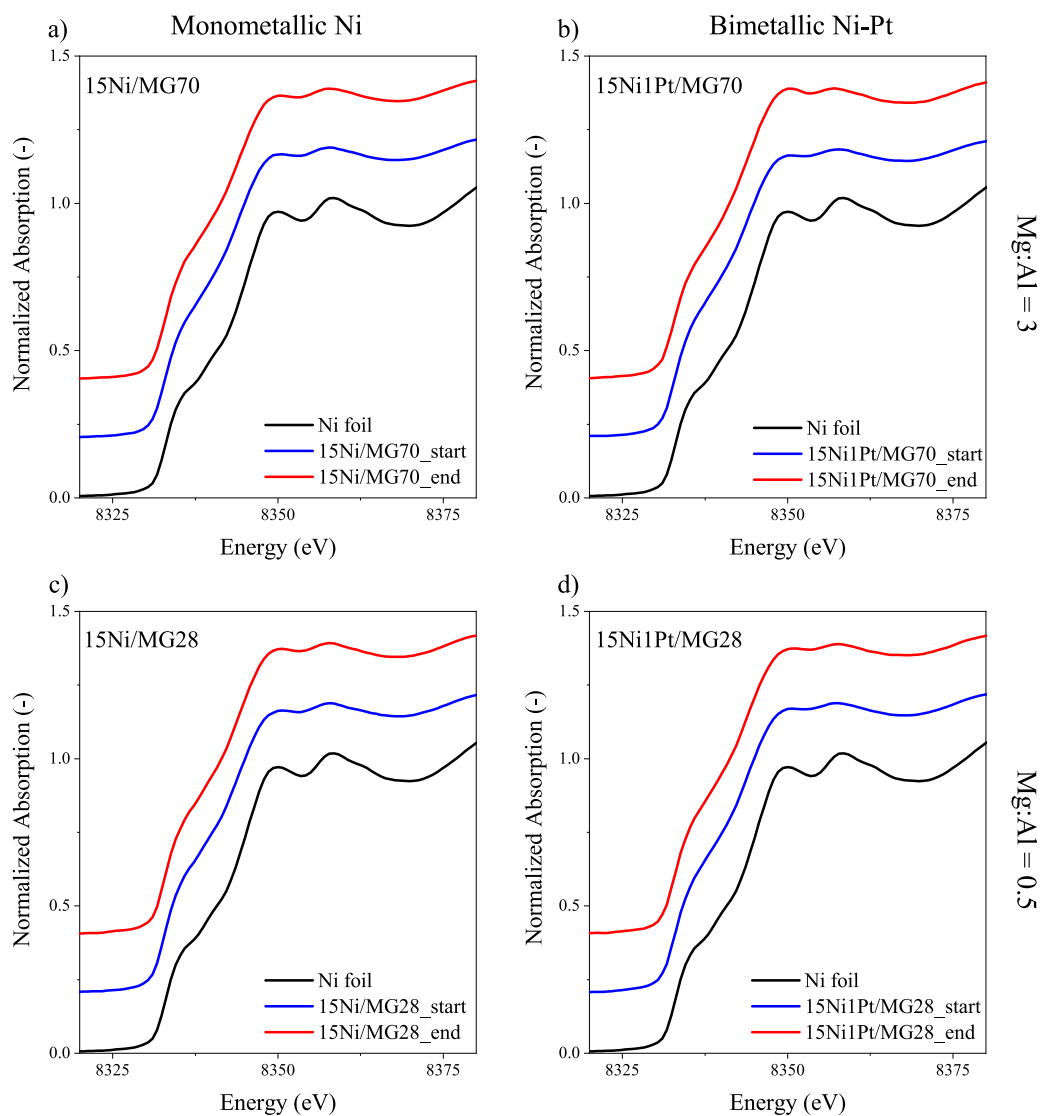 Monometallic Ni
Bimetallic Ni-Pt
a)
1.5
1.0
0.5
0.0
8325
8350
8375
Normalized Absorption (-)
Energy (eV)
15Ni/MG70
Ni foil
15Ni/MG70_start
15Ni/MG70_end
b)
1.5
1.0
0.5
0.0
8325
8350
8375
Normalized Absorption (-)
Energy (eV)
15Ni1Pt/MG70
Ni foil
15Ni1Pt/MG70_start
15Ni1Pt/MG70_end
Mg:Al = 3
c)
1.5
1.0
0.5
0.0
8325
8350
8375
Normalized Absorption (-)
Energy (eV)
15Ni/MG28
Ni foil
15Ni/MG28_start
15Ni/MG28_end
d)
1.5
1.0
0.5
0.0
8325
8350
8375
Normalized Absorption (-)
Energy (eV)
15Ni1Pt/MG28
Ni foil
15Ni1Pt/MG28_start
15Ni1Pt/MG28_end
Mg:Al = 0.5